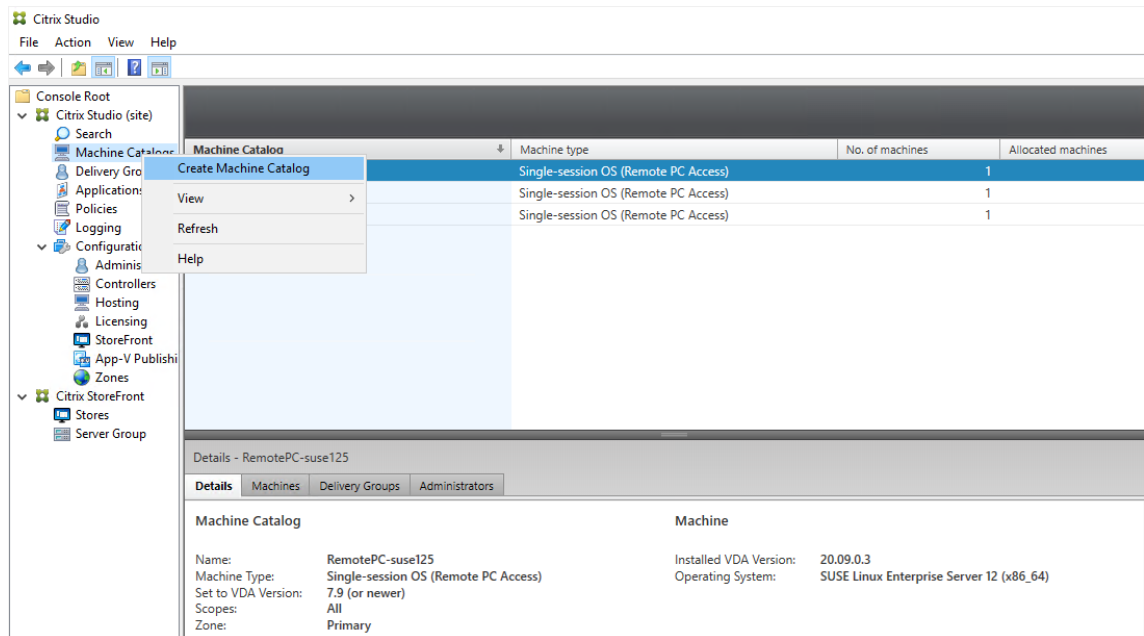 Citrix Studio
File Action View Help
Console Root
Citrix Studio (site)
Search
Machine Catalogs
Delivery Gro
Applications
Policies
Logging
Configuratio
Adminis
Controllers
Hosting
Licensing
StoreFront
App-V Publishi
Zones
Citrix StoreFront
Stores
Server Group
Create Machine Catalog
View
Refresh
Help
Machine Catalog Machine type No. of machines Allocated machines
Single-session OS (Remote PC Access) 1
Single-session OS (Remote PC Access) 1
Single-session OS (Remote PC Access) 1
Details - RemotePC-suse125
Details Machines Delivery Groups Administrators
Machine Catalog
Name: RemotePC-suse125
Machine Type: Single-session OS (Remote PC Access)
Set to VDA Version: 7.9 (or newer)
Scopes: All
Zone: Primary
Machine
Installed VDA Version: 20.09.0.3
Operating System: SUSE Linux Enterprise Server 12 (x86_64)